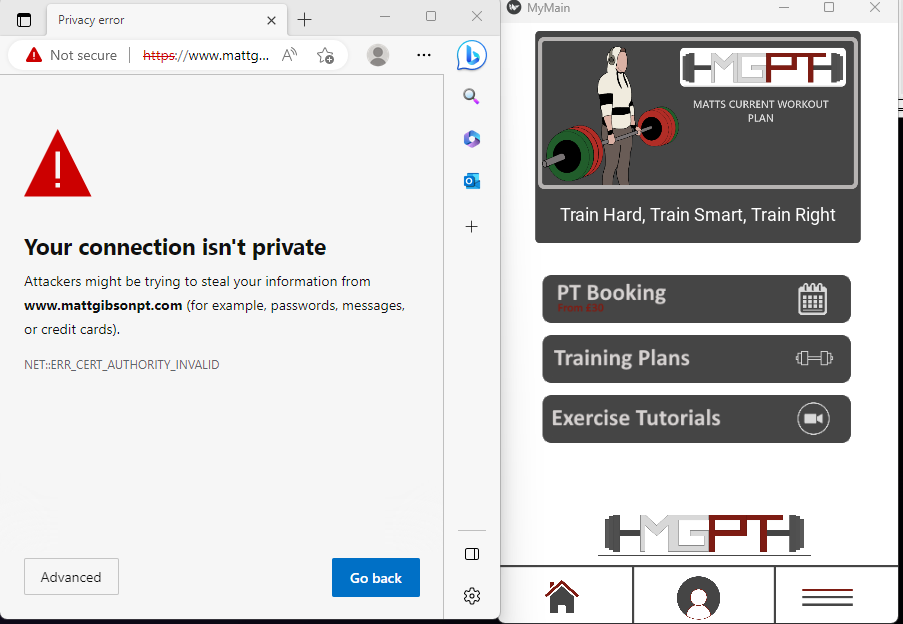 Privacy error
Not secure
https://www.mattg...
Your connection isn't private
Attackers might be trying to steal your information from
www.mattgibsonpt.com (for example, passwords, messages,
or credit cards).
NET::ERR_CERT_AUTHORITY_INVALID
Advanced
Go back
MyMain
MGPT
MATTS CURRENT WORKOUT
PLAN
Train Hard, Train Smart, Train Right
PT Booking
From £30
Training Plans
Exercise Tutorials
MGPT